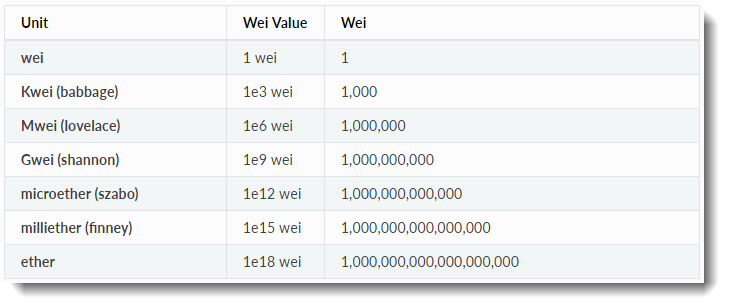 Unit Wei Value Wei
wei 1 wei 1
Kwei (babbage) 1e3 wei 1,000
Mwei (lovelace) 1e6 wei 1,000,000
Gwei (shannon) 1e9 wei 1,000,000,000
microether (szabo) 1e12 wei 1,000,000,000,000
milliether (finney) 1e15 wei 1,000,000,000,000,000
ether 1e18 wei 1,000,000,000,000,000,000